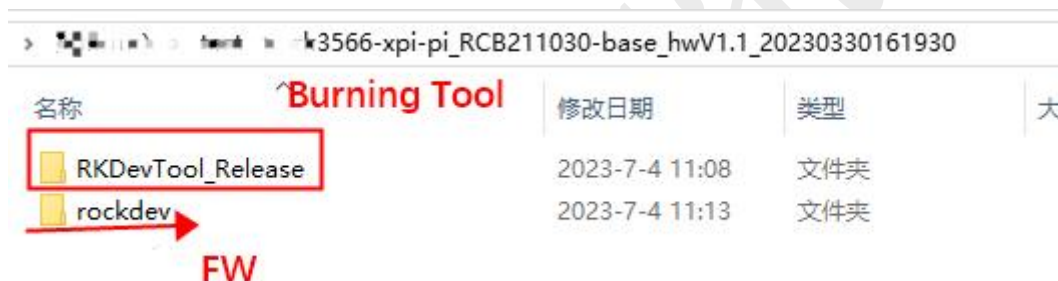 k3566-xpi-pi_RCB211030-base_hwV1.1_20230330161930
Burning Tool
名称 修改日期 类型 大
RKDevTool_Release 2023-7-4 11:08 文件夹
rockdev 2023-7-4 11:13 文件夹
FW